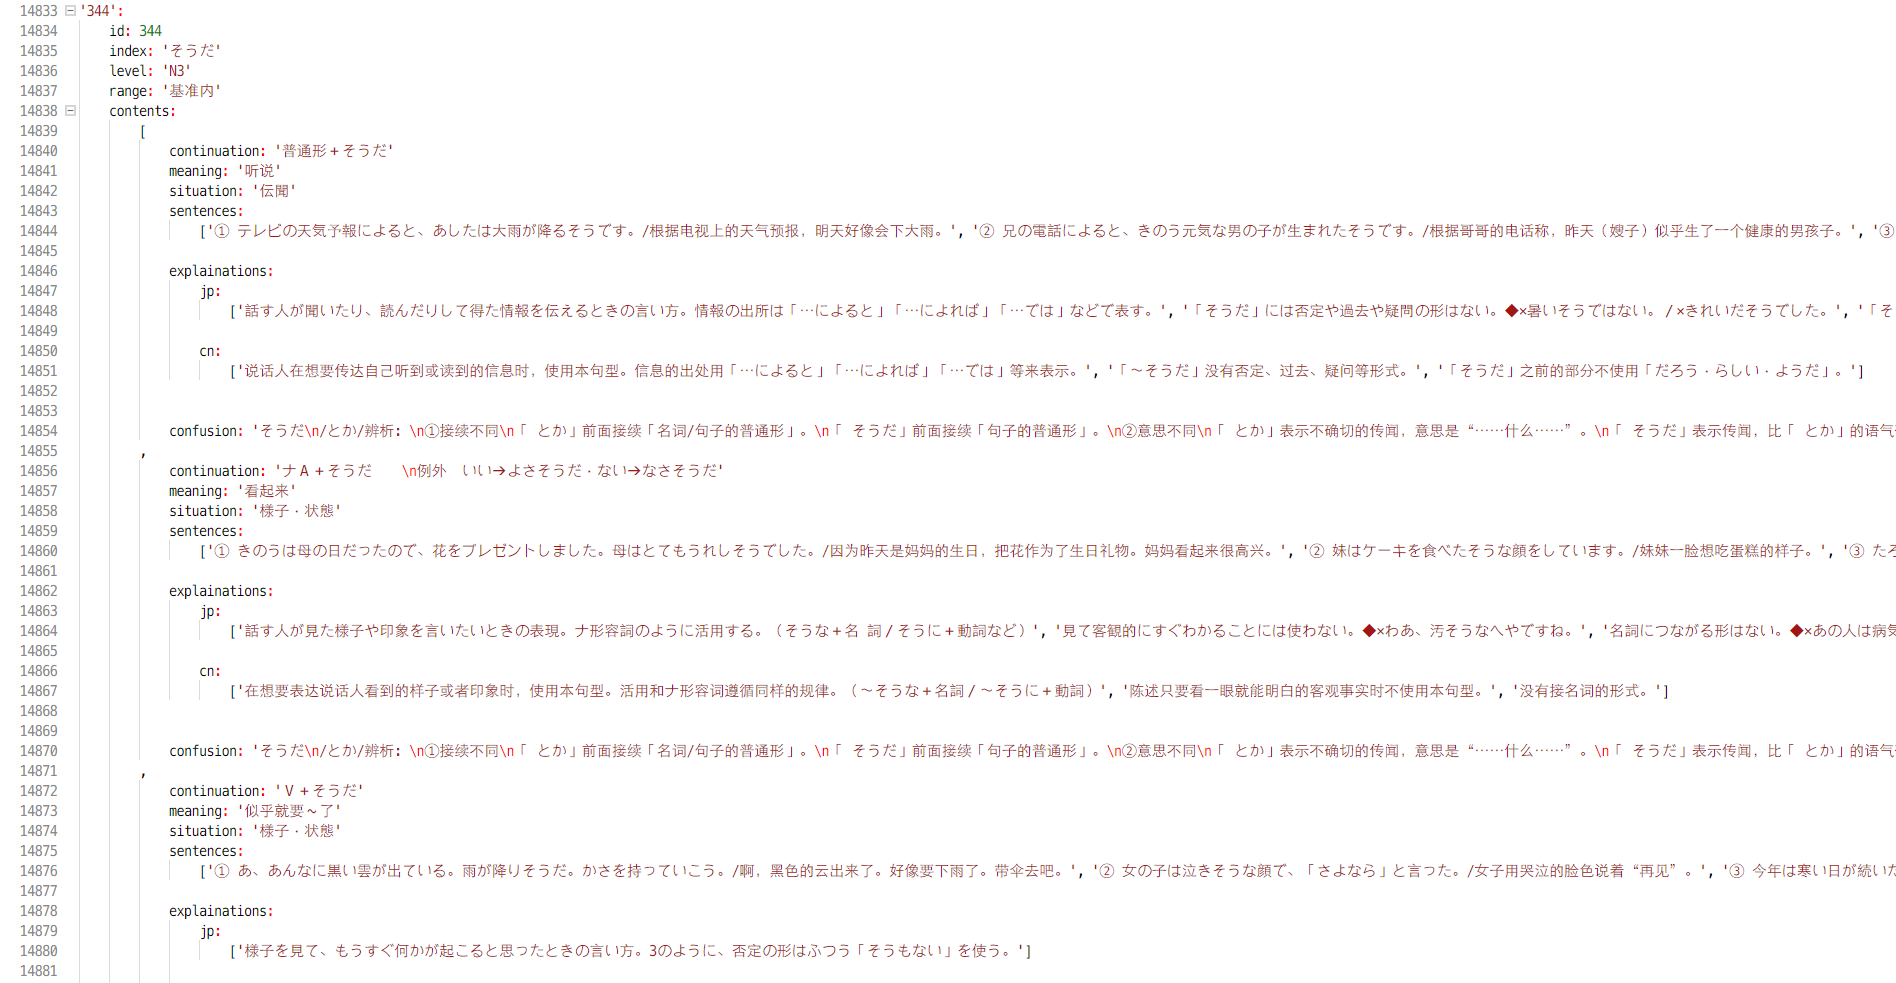 14833 '344':
14834 id: 344
14835 index: 'そうだ'
14836 level: 'N3'
14837 range: '基准内'
14838 contents:
14839 [
14840 continuation: '普通形＋そうだ'
14841 meaning: '听说'
14842 situation: '伝聞'
14843 sentences:
14844 ['① テレビの天気予報によると、あしたは大雨が降るそうです。/根据电视上的天气预报，明天好像会下大雨。', '② 兄の電話によると、きのう元気な男の子が生まれたそうです。/根据哥哥的电话称，昨天（嫂子）似乎生了一个健康的男孩子。', '③
14845
14846 explainations:
14847 jp:
14848 ['話す人が聞いたり、読んだりして得た情報を伝えるときの言い方。情報の出所は「…によると」「…によれば」「…では」などで表す。', '「そうだ」には否定や過去や疑問の形はない。◆×暑いそうではない。/×きれいだそうでした。', '「そ
14849
14850 cn:
14851 ['说话人在想要传达自己听到或读到的信息时，使用本句型。信息的出处用「…によると」「…によれば」「…では」等来表示。', '「～そうだ」没有否定、过去、疑问等形式。', '「そうだ」之前的部分不使用「だろう・らしい・ようだ」。']
14852
14853
14854 confusion: 'そうだ\n/とか/辨析: \n①接续不同\n「 とか」前面接续「名词/句子的普通形」。\n「 そうだ」前面接续「句子的普通形」。\n②意思不同\n「 とか」表示不确切的传闻，意思是“……什么……”。\n「 そうだ」表示传闻，比「 とか」的语气
14855 ,
14856 continuation: 'ナＡ＋そうだ　　\n例外　いい→よさそうだ・ない→なさそうだ'
14857 meaning: '看起来'
14858 situation: '様子・状態'
14859 sentences:
14860 ['① きのうは母の日だったので、花をプレゼントしました。母はとてもうれしそうでした。/因为昨天是妈妈的生日，把花作为了生日礼物。妈妈看起来很高兴。', '② 妹はケーキを食べたそうな顔をしています。/妹妹一脸想吃蛋糕的样子。', '③ たろ
14861
14862 explainations:
14863 jp:
14864 ['話す人が見た様子や印象を言いたいときの表現。ナ形容詞のように活用する。（そうな＋名 詞/そうに＋動詞など）', '見て客観的にすぐわかることには使わない。◆×わあ、汚そうなへやですね。', '名詞につながる形はない。◆×あの人は病気
14865
14866 cn:
14867 ['在想要表达说话人看到的样子或者印象时，使用本句型。活用和ナ形容词遵循同样的规律。（～そうな＋名詞/～そうに＋動詞）', '陈述只要看一眼就能明白的客观事实时不使用本句型。', '没有接名词的形式。']
14868
14869
14870 confusion: 'そうだ\n/とか/辨析: \n①接续不同\n「 とか」前面接续「名词/句子的普通形」。\n「 そうだ」前面接续「句子的普通形」。\n②意思不同\n「 とか」表示不确切的传闻，意思是“……什么……”。\n「 そうだ」表示传闻，比「 とか」的语气
14871 ,
14872 continuation: 'Ｖ＋そうだ'
14873 meaning: '似乎就要～了'
14874 situation: '様子・状態'
14875 sentences:
14876 ['① あ、あんなに黒い雲が出ている。雨が降りそうだ。かさを持っていこう。/啊，黑色的云出来了。好像要下雨了。带伞去吧。', '② 女の子は泣きそうな顔で、「さよなら」と言った。/女子用哭泣的脸色说着“再见”。', '③ 今年は寒い日が続いた
14877
14878 explainations:
14879 jp:
14880 ['様子を見て、もうすぐ何かが起こると思ったときの言い方。3のように、否定の形はふつう「そうもない」を使う。']
14881